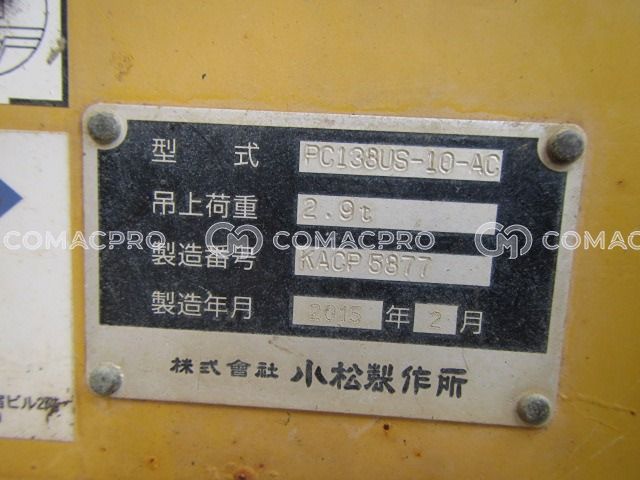 型 式 PC138US-10-AC
吊上荷重 2.9t
COMACPRO COMACPRO COMACPRO
製造番号 KACP 5877
製造年月 2015 年 2 月
株式會社 小松製作所